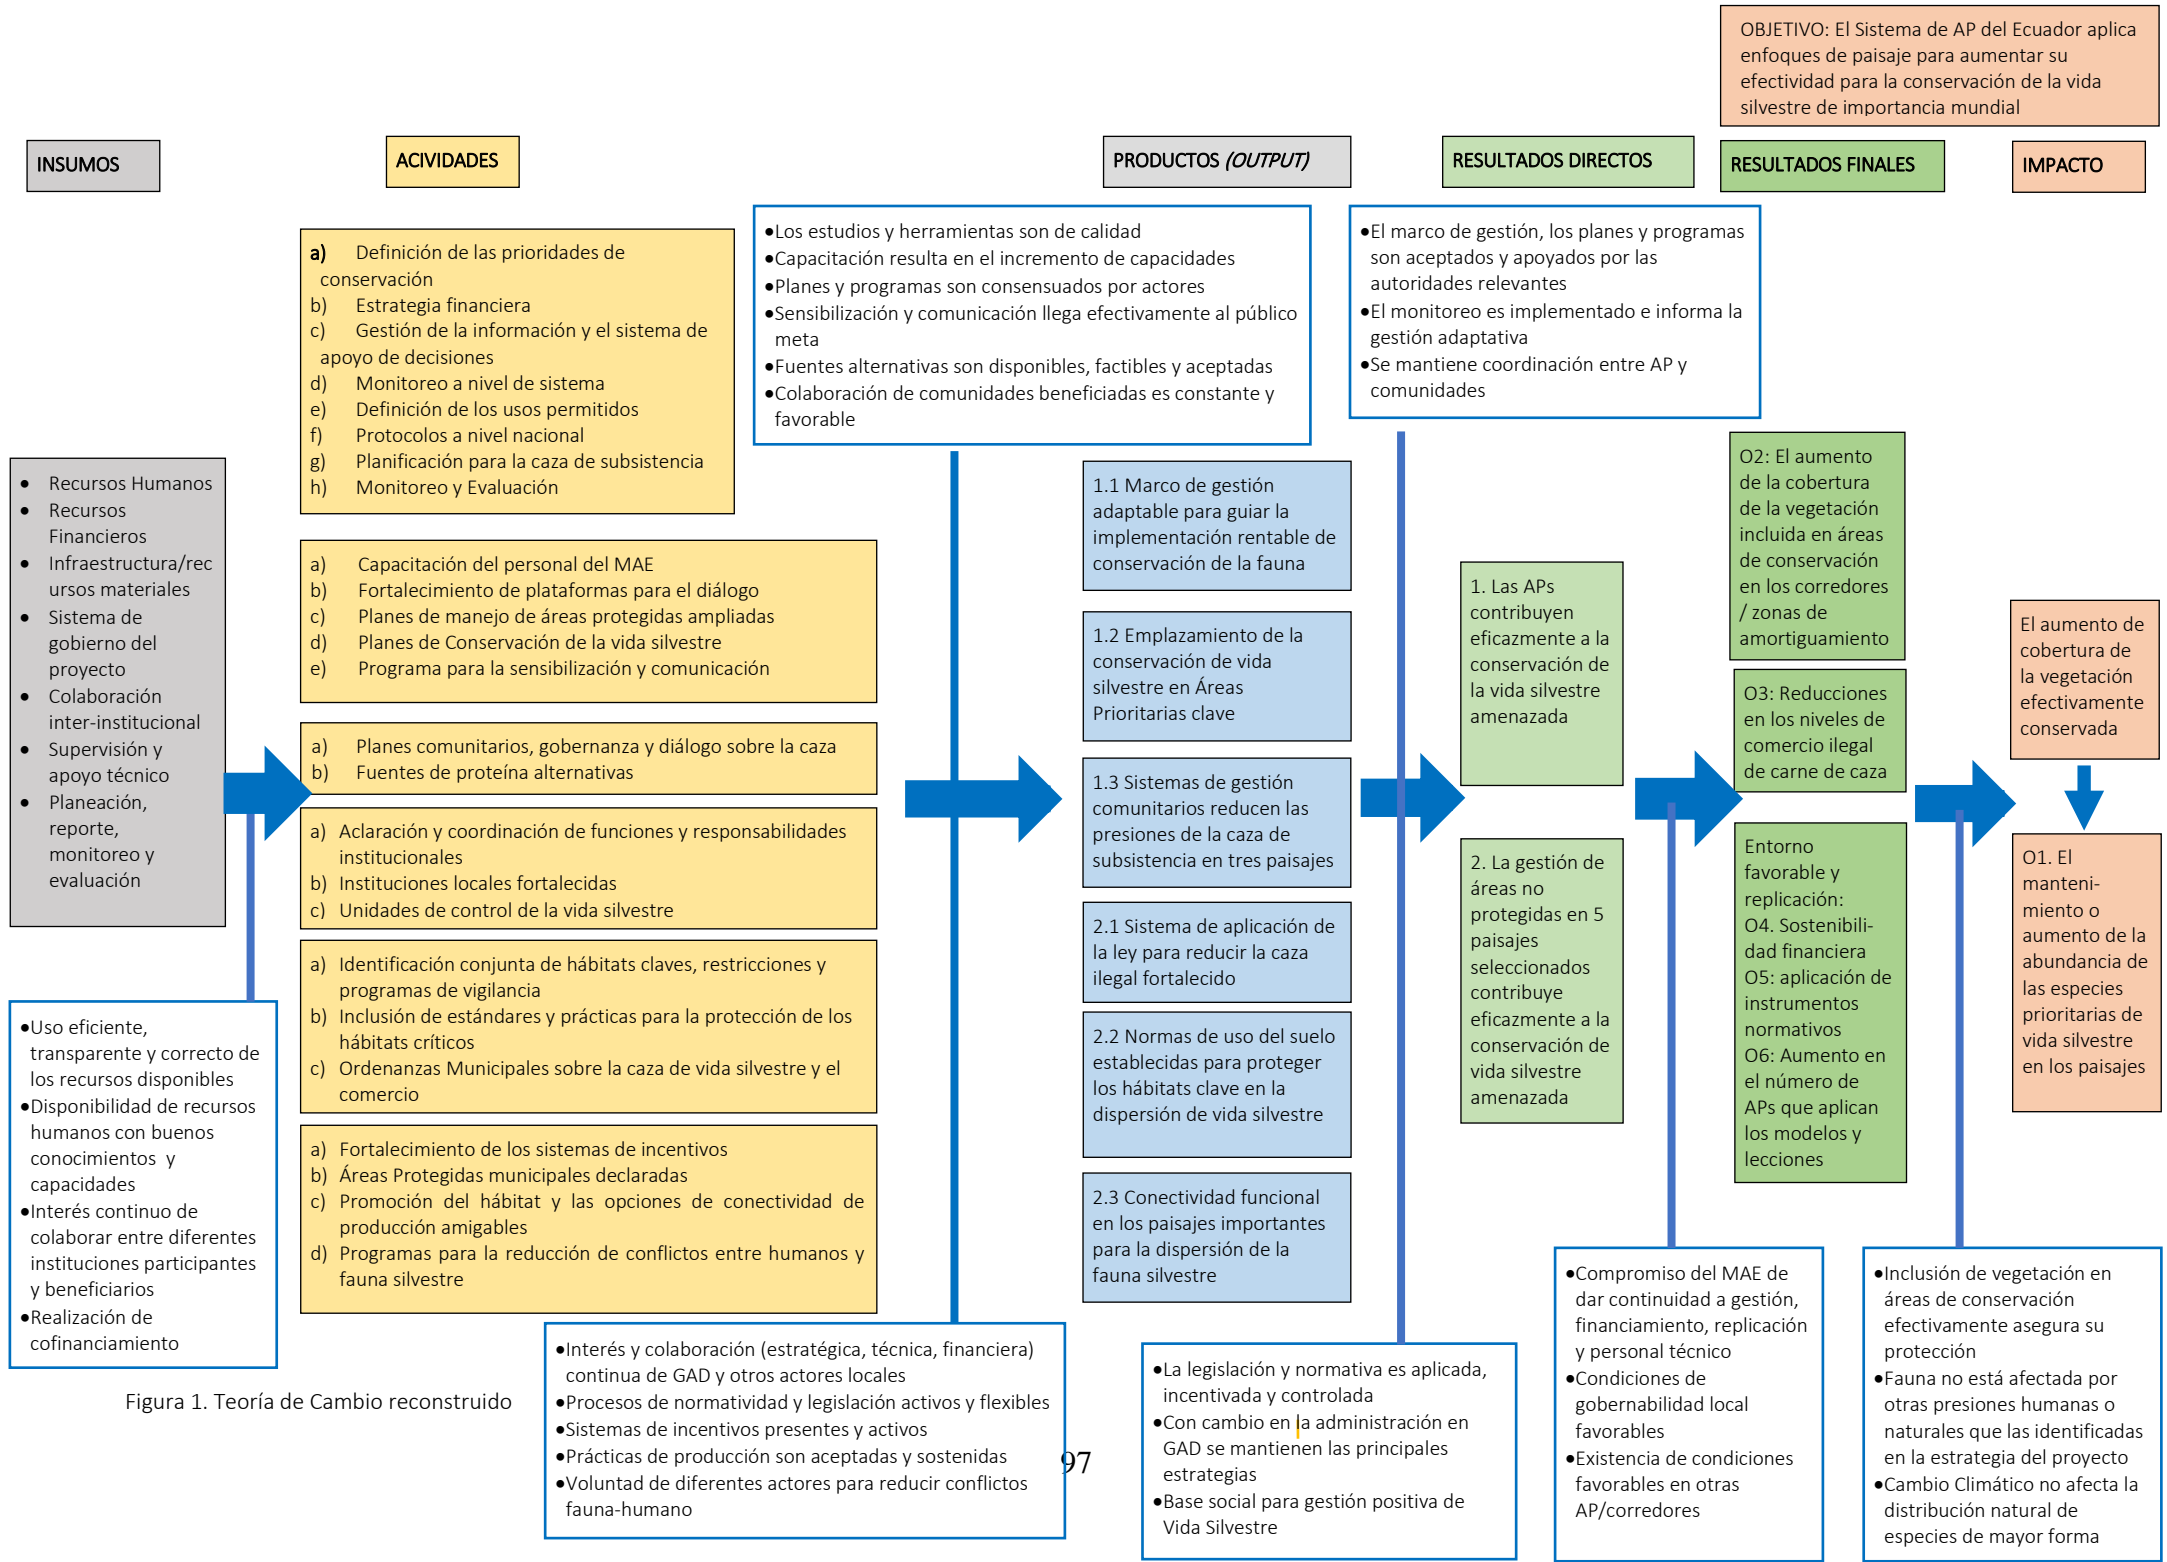 OBJETIVO: El Sistema de AP del Ecuador aplica
enfoques de paisaje para aumentar su
efectividad para la conservación de la vida
silvestre de importancia mundial
INSUMOS
ACIVIDADES
PRODUCTOS (OUTPUT)
RESULTADOS DIRECTOS
RESULTADOS FINALES
IMPACTO
•Los estudios y herramientas son de calidad
•Capacitación resulta en el incremento de capacidades
•Planes y programas son consensuados por actores
•Sensibilización y comunicación llega efectivamente al público
meta
•Fuentes alternativas son disponibles, factibles y aceptadas
•Colaboración de comunidades beneficiadas es constante y
favorable
•El marco de gestión, los planes y programas
son aceptados y apoyados por las
autoridades relevantes
•El monitoreo es implementado e informa la
gestión adaptativa
•Se mantiene coordinación entre AP y
comunidades
• Recursos Humanos
• Recursos
Financieros
• Infraestructura/rec
ursos materiales
• Sistema de
gobierno del
proyecto
• Colaboración
inter-institucional
• Supervisión y
apoyo técnico
• Planeación,
reporte,
monitoreo y
evaluación
a) Definición de las prioridades de
conservación
b) Estrategia financiera
c) Gestión de la información y el sistema de
apoyo de decisiones
d) Monitoreo a nivel de sistema
e) Definición de los usos permitidos
f) Protocolos a nivel nacional
g) Planificación para la caza de subsistencia
h) Monitoreo y Evaluación
a) Capacitación del personal del MAE
b) Fortalecimiento de plataformas para el diálogo
c) Planes de manejo de áreas protegidas ampliadas
d) Planes de Conservación de la vida silvestre
e) Programa para la sensibilización y comunicación
a) Planes comunitarios, gobernanza y diálogo sobre la caza
b) Fuentes de proteína alternativas
a) Aclaración y coordinación de funciones y responsabilidades
institucionales
b) Instituciones locales fortalecidas
c) Unidades de control de la vida silvestre
a) Identificación conjunta de hábitats claves, restricciones y
programas de vigilancia
b) Inclusión de estándares y prácticas para la protección de los
hábitats críticos
c) Ordenanzas Municipales sobre la caza de vida silvestre y el
comercio
a) Fortalecimiento de los sistemas de incentivos
b) Áreas Protegidas municipales declaradas
c) Promoción del hábitat y las opciones de conectividad de
producción amigables
d) Programas para la reducción de conflictos entre humanos y
fauna silvestre
1.1 Marco de gestión
adaptable para guiar la
implementación rentable de
conservación de la fauna
1.2 Emplazamiento de la
conservación de vida
silvestre en Áreas
Prioritarias clave
1.3 Sistemas de gestión
comunitarios reducen las
presiones de la caza de
subsistencia en tres paisajes
2.1 Sistema de aplicación de
la ley para reducir la caza
ilegal fortalecido
2.2 Normas de uso del suelo
establecidas para proteger
los hábitats clave en la
dispersión de vida silvestre
2.3 Conectividad funcional
en los paisajes importantes
para la dispersión de la
fauna silvestre
1. Las APs
contribuyen
eficazmente a la
conservación de
la vida silvestre
amenazada
2. La gestión de
áreas no
protegidas en 5
paisajes
seleccionados
contribuye
eficazmente a la
conservación de
vida silvestre
amenazada
O2: El aumento
de la cobertura
de la vegetación
incluida en áreas
de conservación
en los corredores
/ zonas de
amortiguamiento
O3: Reducciones
en los niveles de
comercio ilegal
de carne de caza
Entorno
favorable y
replicación:
O4. Sostenibili-
dad financiera
O5: aplicación de
instrumentos
normativos
O6: Aumento en
el número de
APs que aplican
los modelos y
lecciones
El aumento de
cobertura de
la vegetación
efectivamente
conservada
O1. El
manteni-
miento o
aumento de la
abundancia de
las especies
prioritarias de
vida silvestre
en los paisajes
•Uso eficiente,
transparente y correcto de
los recursos disponibles
•Disponibilidad de recursos
humanos con buenos
conocimientos y
capacidades
•Interés continuo de
colaborar entre diferentes
instituciones participantes
y beneficiarios
•Realización de
cofinanciamiento
•Interés y colaboración (estratégica, técnica, financiera)
continua de GAD y otros actores locales
•Procesos de normatividad y legislación activos y flexibles
•Sistemas de incentivos presentes y activos
•Prácticas de producción son aceptadas y sostenidas
•Voluntad de diferentes actores para reducir conflictos
fauna-humano
•La legislación y normativa es aplicada,
incentivada y controlada
•Con cambio en la administración en
GAD se mantienen las principales
estrategias
•Base social para gestión positiva de
Vida Silvestre
•Compromiso del MAE de
dar continuidad a gestión,
financiamiento, replicación
y personal técnico
•Condiciones de
gobernabilidad local
favorables
•Existencia de condiciones
favorables en otras
AP/corredores
•Inclusión de vegetación en
áreas de conservación
efectivamente asegura su
protección
•Fauna no está afectada por
otras presiones humanas o
naturales que las identificadas
en la estrategia del proyecto
•Cambio Climático no afecta la
distribución natural de
especies de mayor forma
Figura 1. Teoría de Cambio reconstruido
97